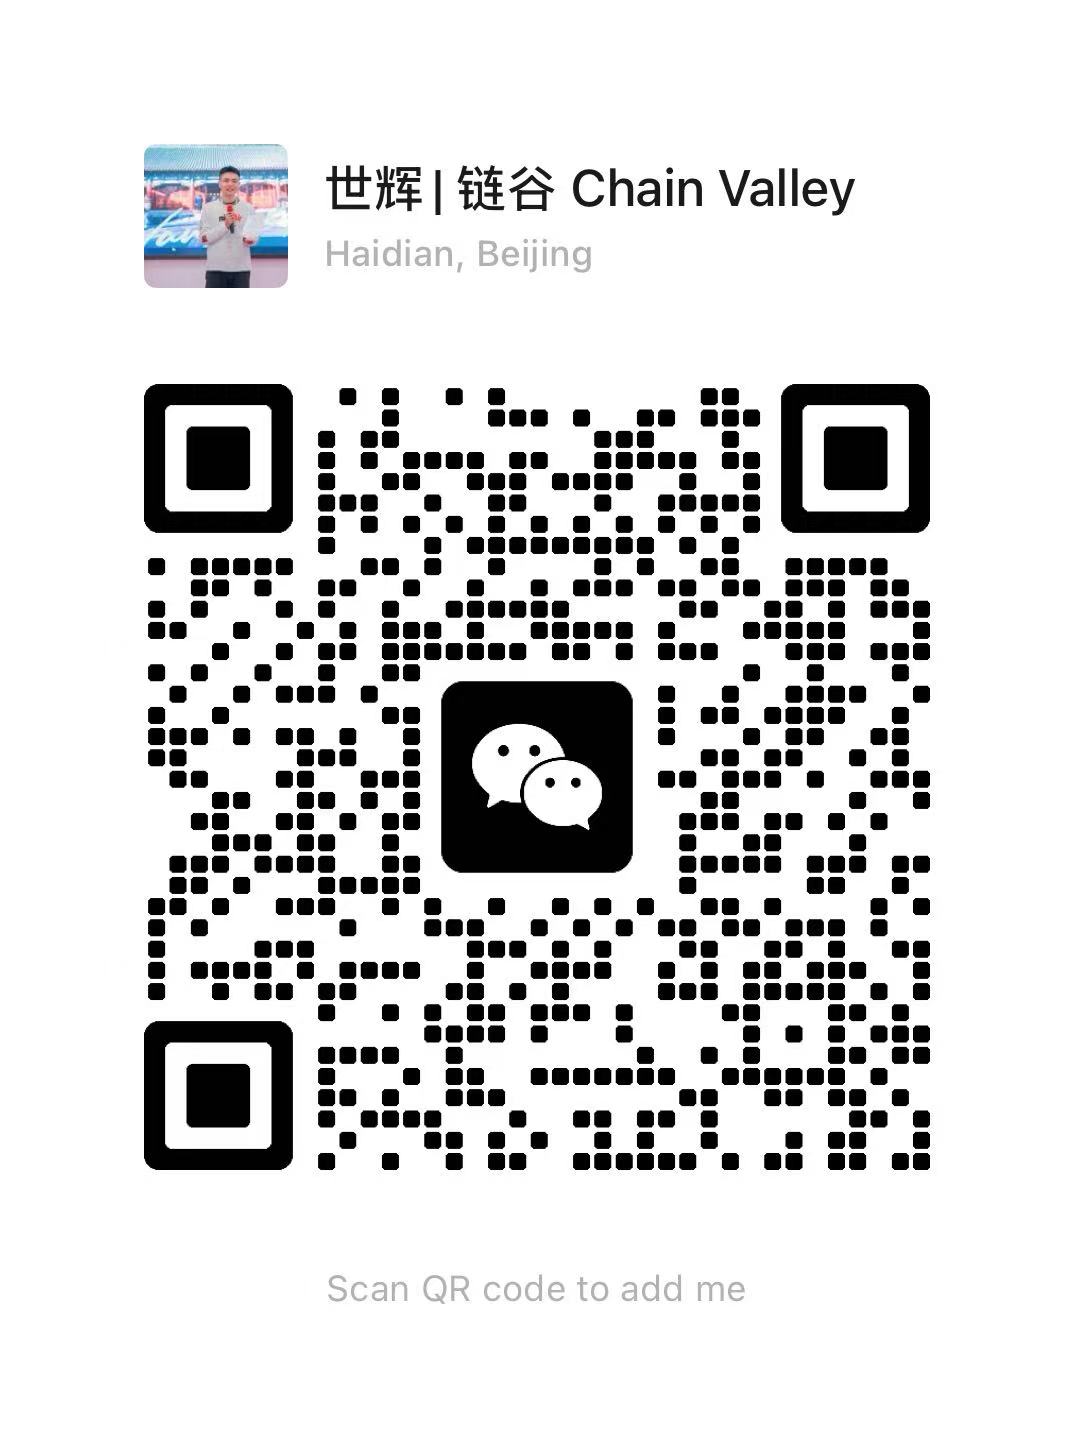 世辉 | 链谷 Chain Valley
Haidian, Beijing
Scan QR code to add me